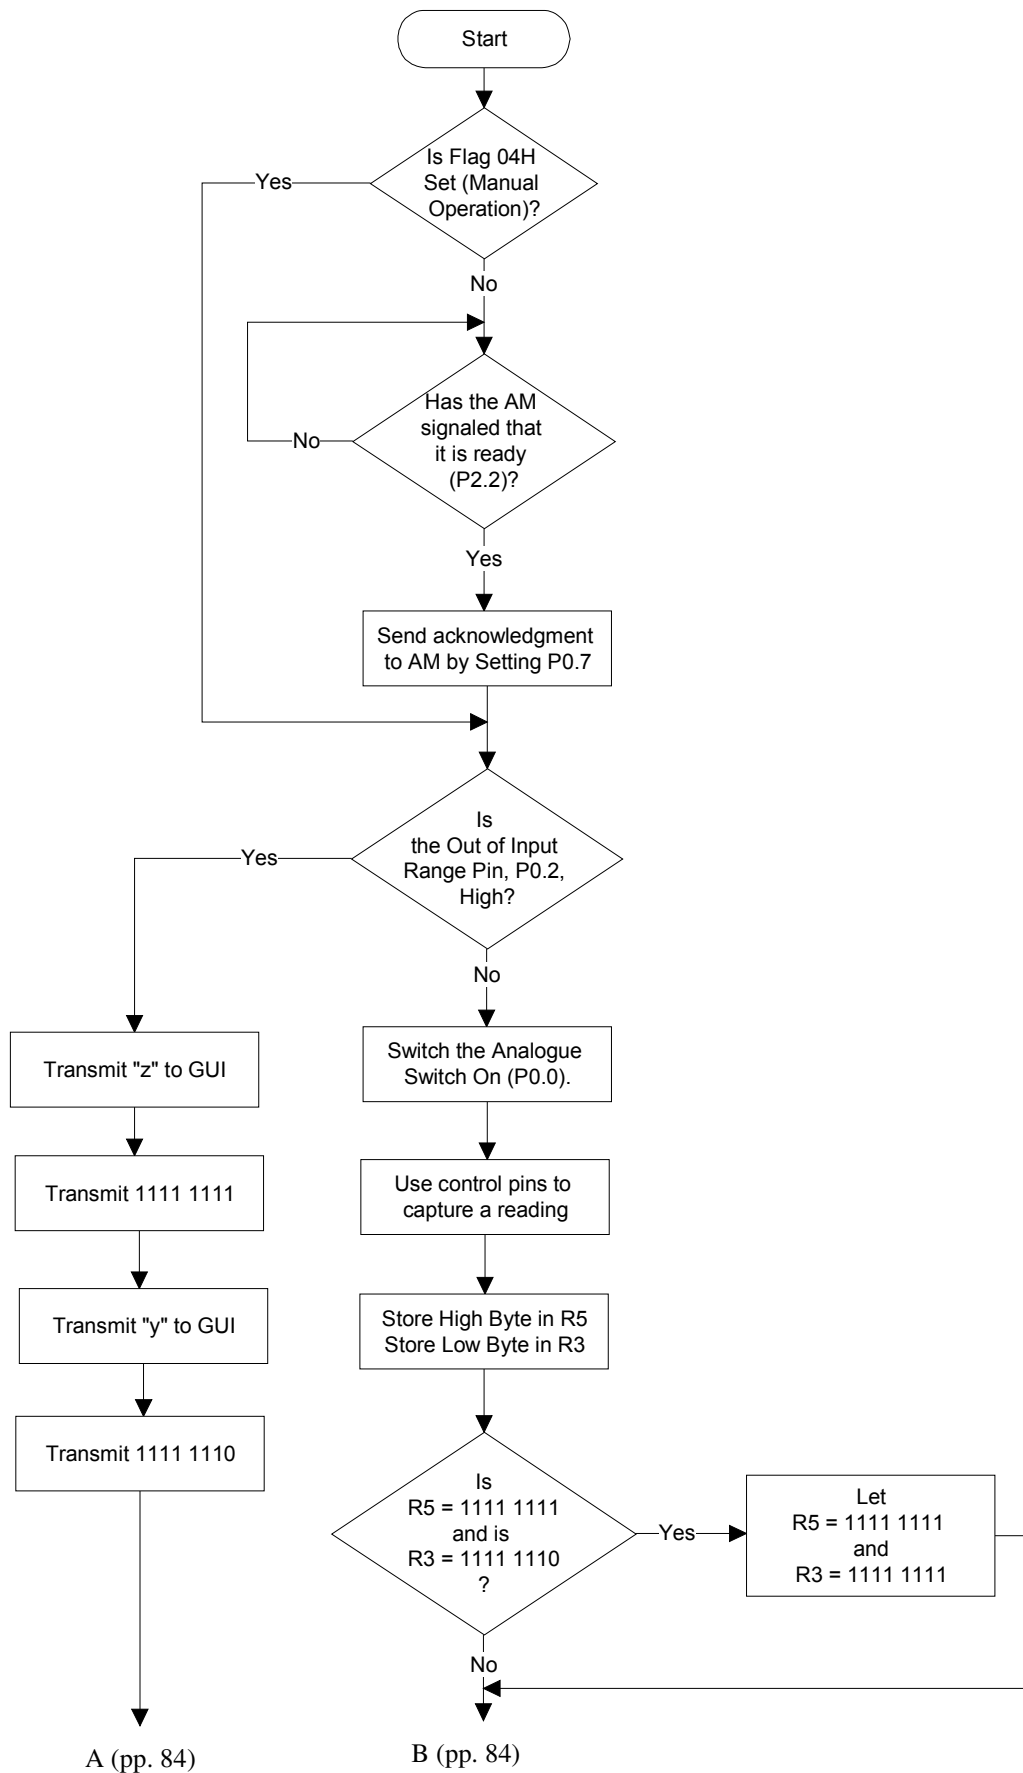 Start
Is Flag 04H
Set (Manual
Operation)?
Yes
No
Has the AM
signaled that
it is ready
(P2.2)?
No
Yes
Send acknowledgment
to AM by Setting P0.7
Is
the Out of Input
Range Pin, P0.2,
High?
Yes
No
Transmit "z" to GUI
Switch the Analogue
Switch On (P0.0).
Transmit 1111 1111
Use control pins to
capture a reading
Transmit "y" to GUI
Store High Byte in R5
Store Low Byte in R3
Transmit 1111 1110
Is
R5 = 1111 1111
and is
R3 = 1111 1110
?
Yes
Let
R5 = 1111 1111
and
R3 = 1111 1111
No
A (pp. 84)
B (pp. 84)